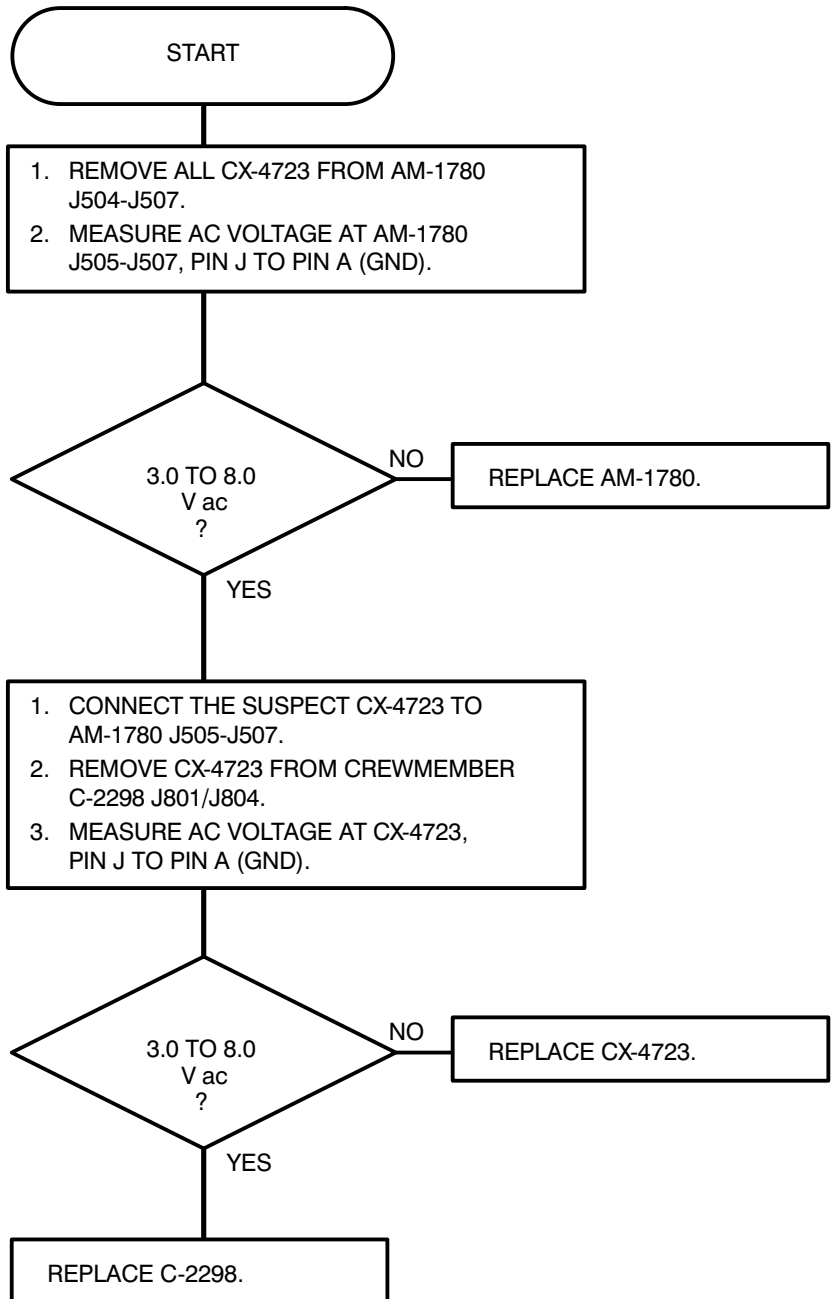 START
1. REMOVE ALL CX-4723 FROM AM-1780
J504-J507.
2. MEASURE AC VOLTAGE AT AM-1780
J505-J507, PIN J TO PIN A (GND).
3.0 TO 8.0
V ac
?
NO
REPLACE AM-1780.
YES
1. CONNECT THE SUSPECT CX-4723 TO
AM-1780 J505-J507.
2. REMOVE CX-4723 FROM CREWMEMBER
C-2298 J801/J804.
3. MEASURE AC VOLTAGE AT CX-4723,
PIN J TO PIN A (GND).
3.0 TO 8.0
V ac
?
NO
REPLACE CX-4723.
YES
REPLACE C-2298.